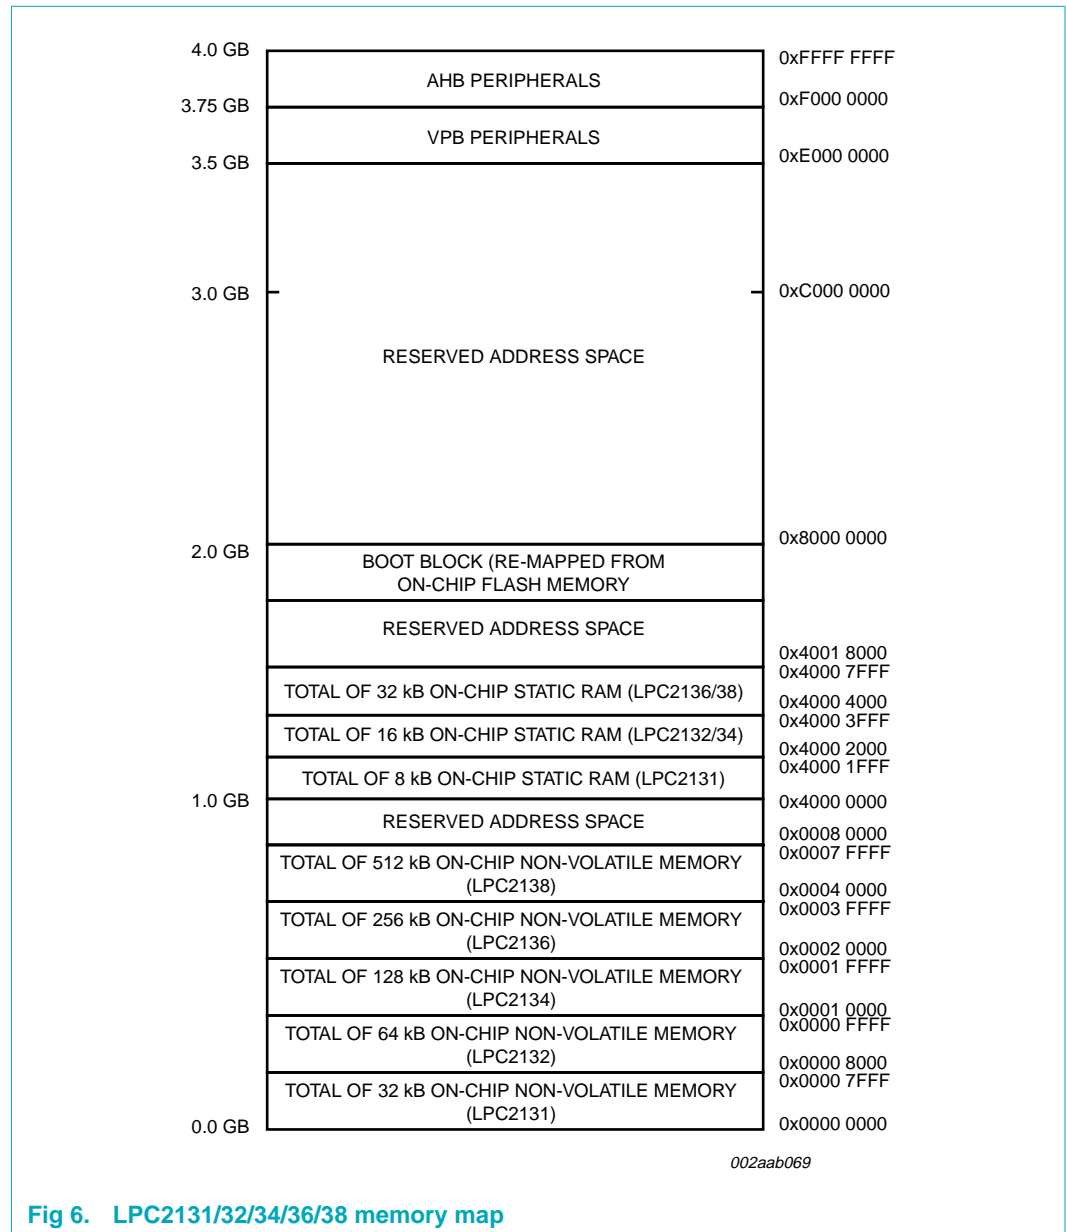 4.0 GB
0xFFFF FFFF
AHB PERIPHERALS
3.75 GB
0xF000 0000
VPB PERIPHERALS
3.5 GB
0xE000 0000
3.0 GB
0xC000 0000
RESERVED ADDRESS SPACE
0x8000 0000
2.0 GB
BOOT BLOCK (RE-MAPPED FROM
ON-CHIP FLASH MEMORY
RESERVED ADDRESS SPACE
0x4001 8000
0x4000 7FFF
TOTAL OF 32 kB ON-CHIP STATIC RAM (LPC2136/38)
0x4000 4000
0x4000 3FFF
TOTAL OF 16 kB ON-CHIP STATIC RAM (LPC2132/34)
0x4000 2000
0x4000 1FFF
TOTAL OF 8 kB ON-CHIP STATIC RAM (LPC2131)
1.0 GB
0x4000 0000
RESERVED ADDRESS SPACE
0x0008 0000
0x0007 FFFF
TOTAL OF 512 kB ON-CHIP NON-VOLATILE MEMORY
(LPC2138)
0x0004 0000
0x0003 FFFF
TOTAL OF 256 kB ON-CHIP NON-VOLATILE MEMORY
(LPC2136)
0x0002 0000
0x0001 FFFF
TOTAL OF 128 kB ON-CHIP NON-VOLATILE MEMORY
(LPC2134)
0x0001 0000
0x0000 FFFF
TOTAL OF 64 kB ON-CHIP NON-VOLATILE MEMORY
(LPC2132)
0x0000 8000
0x0000 7FFF
TOTAL OF 32 kB ON-CHIP NON-VOLATILE MEMORY
(LPC2131)
0.0 GB
0x0000 0000
002aab069
Fig 6. LPC2131/32/34/36/38 memory map